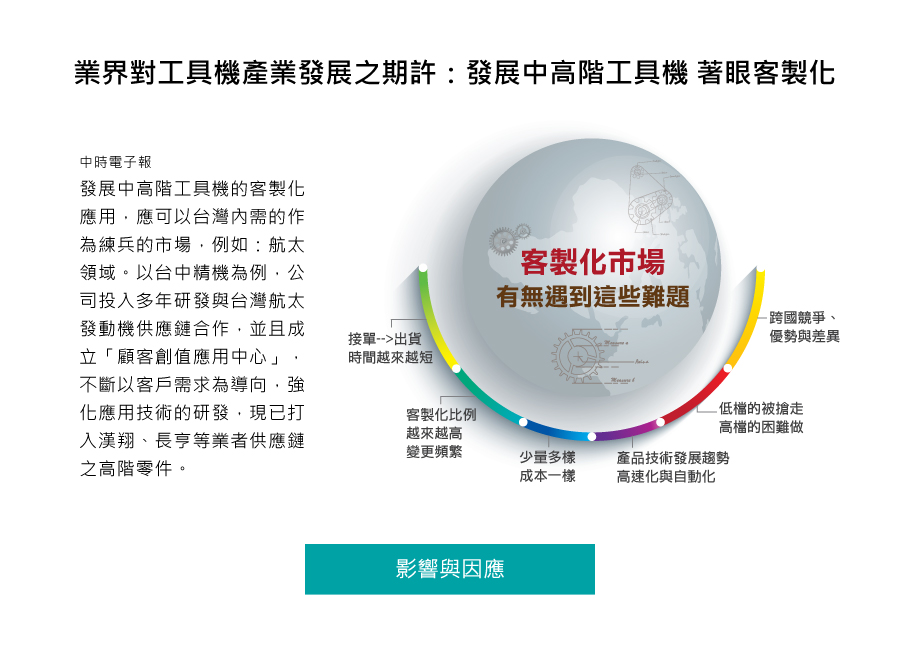 業界對工具機產業發展之期許：發展中高階工具機 著眼客製化
中時電子報
發展中高階工具機的客製化
應用，應可以台灣內需的作
為練兵的市場，例如：航太
領域。以台中精機為例，公
司投入多年研發與台灣航太
發動機供應鏈合作，並且成
立「顧客創值應用中心」，
不斷以客戶需求為導向，強
化應用技術的研發，現已打
入漢翔、長亨等業者供應鏈
之高階零件。
客製化市場
有無遇到這些難題
接單-->出貨
時間越來越短
客製化比例
越來越高
變更頻繁
少量多樣
成本一樣
產品技術發展趨勢
高速化與自動化
低檔的被搶走
高檔的困難做
跨國競爭、
優勢與差異
影響與因應